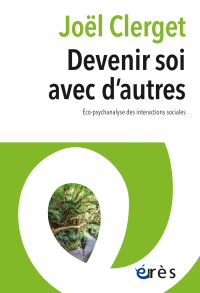 Joël Clerget
Devenir soi
avec d’autres
Éco-psychanalyse des interactions sociales
érès